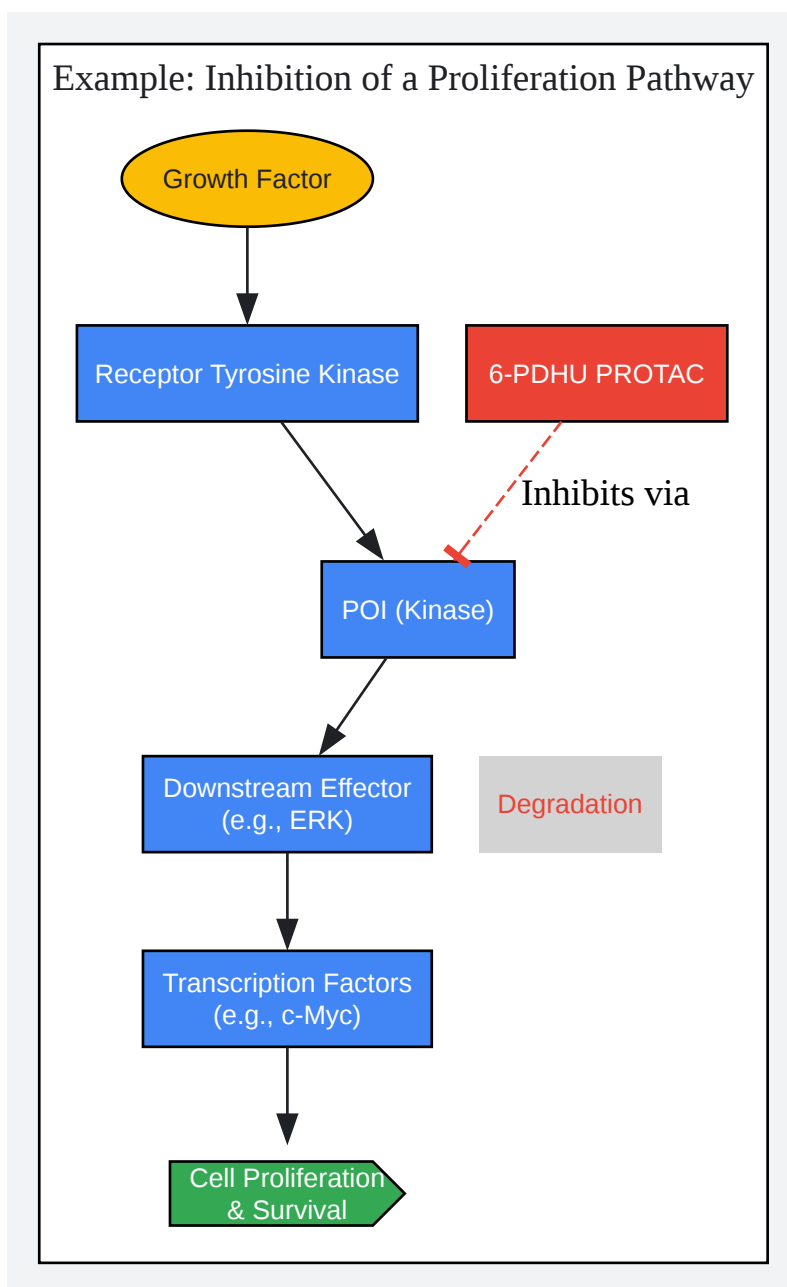 Example: Inhibition of a Proliferation Pathway
Growth Factor
Receptor Tyrosine Kinase
6-PDHU PROTAC
Inhibits via
POI (Kinase)
Downstream Effector
(e.g., ERK)
Degradation
Transcription Factors
(e.g., c-Myc)
Cell Proliferation
& Survival